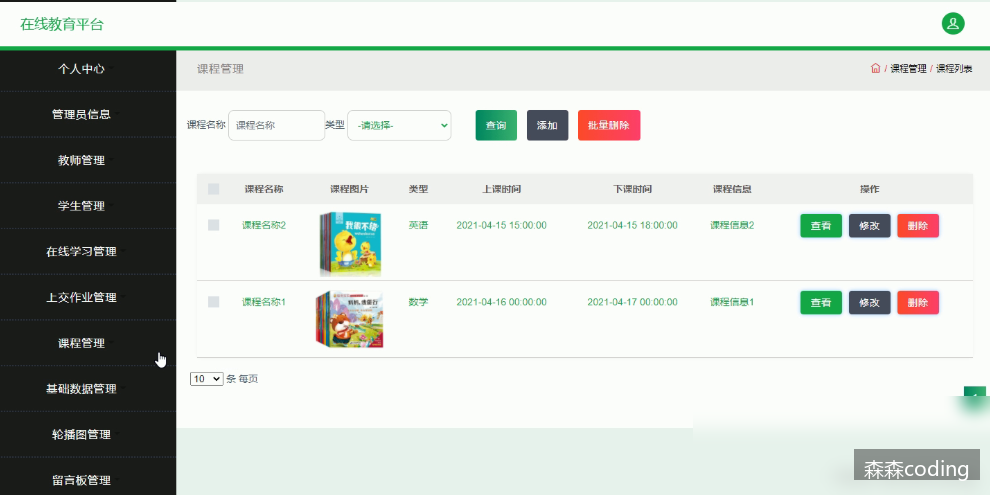 在线教育平台
个人中心
管理员信息
教师管理
学生管理
在线学习管理
上交作业管理
课程管理
基础数据管理
轮播图管理
留言板管理
课程管理
/ 课程管理 / 课程列表
课程名称 课程名称 类型 -请选择- 查询 添加 批量删除
课程名称 课程图片 类型 上课时间 下课时间 课程信息 操作
课程名称2 英语 2021-04-15 15:00:00 2021-04-15 18:00:00 课程信息2 查看 修改 删除
课程名称1 数学 2021-04-16 00:00:00 2021-04-17 00:00:00 课程信息1 查看 修改 删除
10 条 每页
森森coding